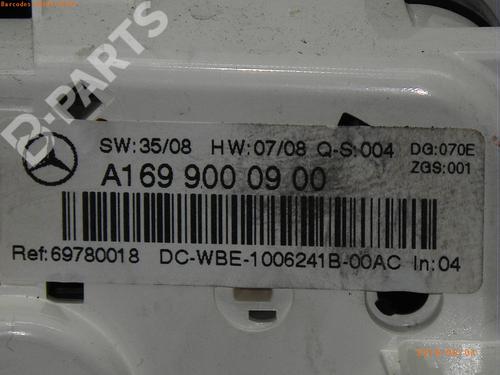 B-PARTS
SW:35/08 HW:07/08 Q-S:004 DG:070E
ZGS:001
A169 900 09 00
Ref:69780018 DC-WBE-1006241B-00AC In:04